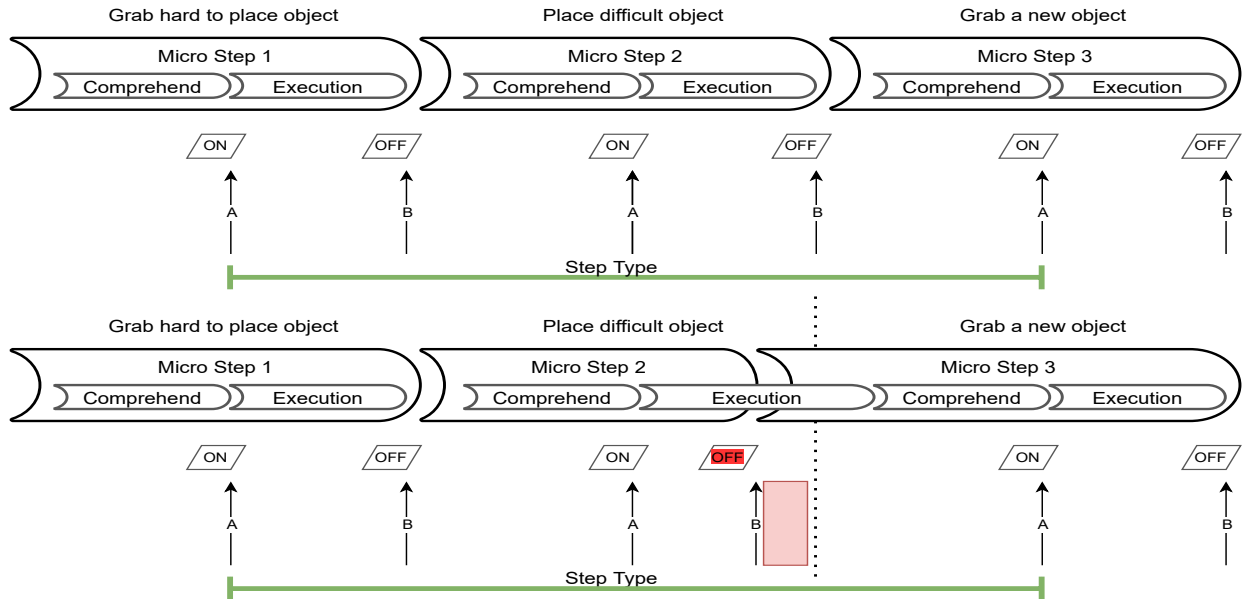 Grab hard to place object Place difficult object Grab a new object
Micro Step 1 Micro Step 2 Micro Step 3
Comprehend Execution Comprehend Execution Comprehend Execution
ON OFF ON OFF ON OFF
A B A B A B
Step Type
Grab hard to place object Place difficult object Grab a new object
Micro Step 1 Micro Step 2 Micro Step 3
Comprehend Execution Comprehend Execution Comprehend Execution
ON OFF ON OFF ON OFF
A B A B A B
Step Type